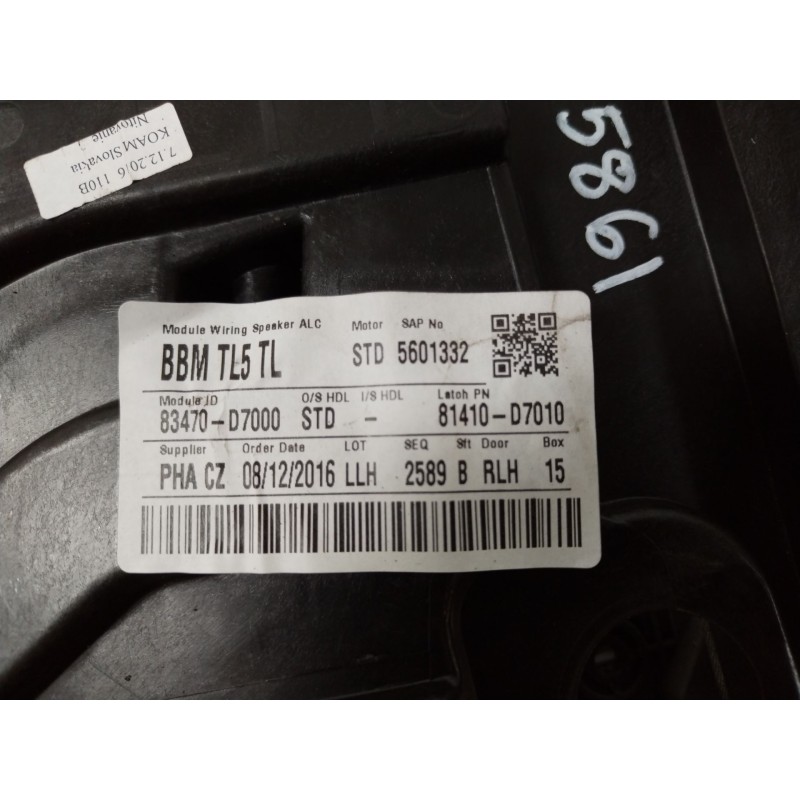 7.12.2016 110B
KOAM Slovakia
Nitovanie
5861
Module Wiring Speaker ALC Motor SAP No
BBM TL5 TL STD 5601332
Module ID O/S HDL I/S HDL Latch PN
83470-D7000 STD - 81410-D7010
Supplier Order Date LOT SEQ Sft Door Box
PHA CZ 08/12/2016 LLH 2589 B RLH 15